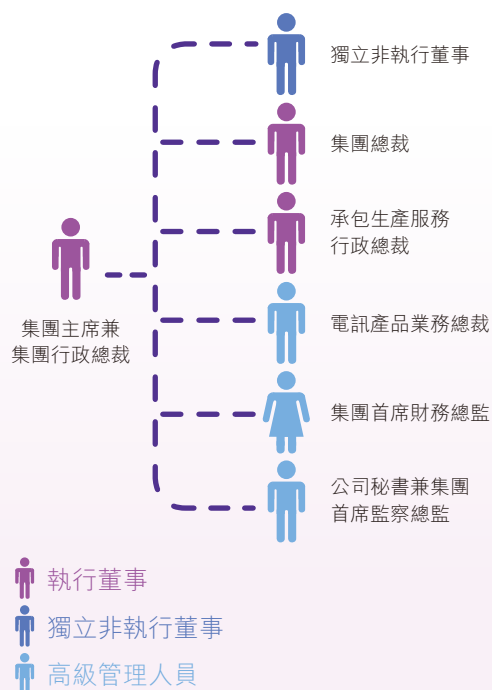 獨立非執行董事
集團總裁
承包生產服務
行政總裁
集團主席兼
集團行政總裁
電訊產品業務總裁
集團首席財務總監
公司秘書兼集團
首席監察總監
執行董事
獨立非執行董事
高級管理人員